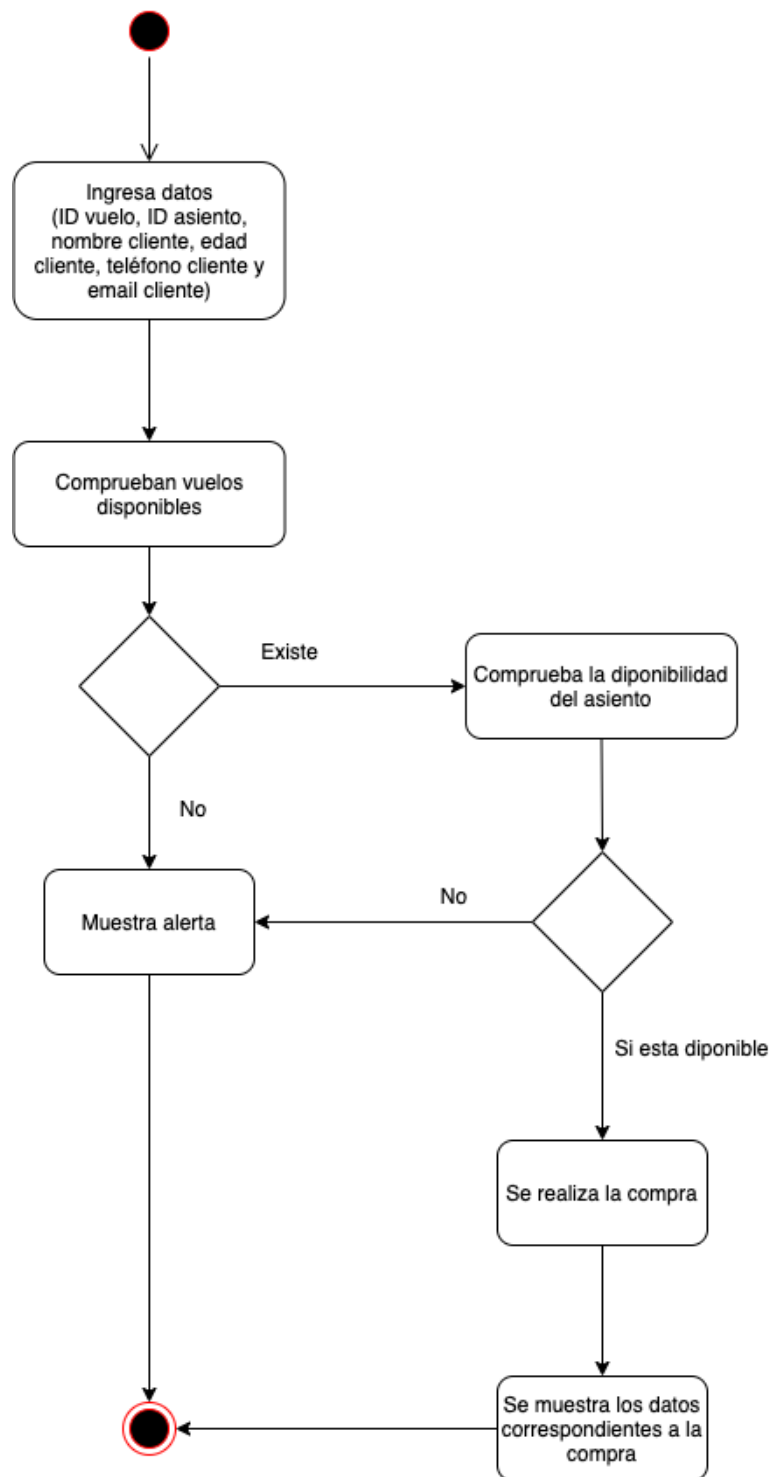 Ingresa datos
(ID vuelo, ID asiento,
nombre cliente, edad
cliente, teléfono cliente y
email cliente)
Comprueban vuelos
disponibles
Existe
Comprueba la diponibilidad
del asiento
No
No
Muestra alerta
Si esta diponible
Se realiza la compra
Se muestra los datos
correspondientes a la
compra